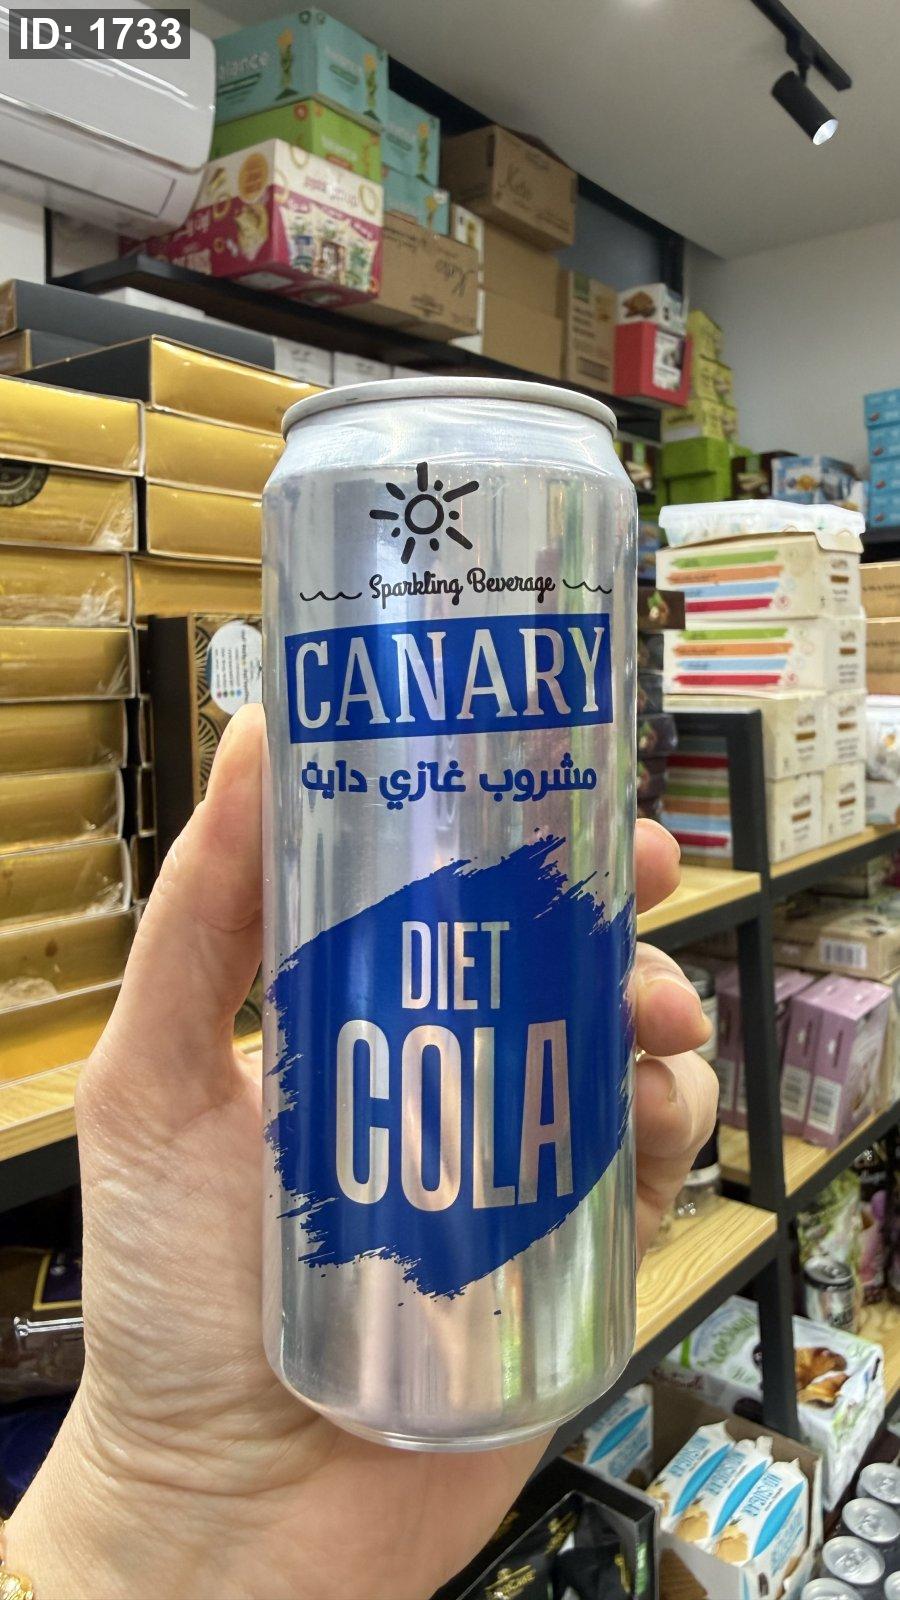 ID: 1733
Sparkling Beverage
CANARY
مشروب غازي دايت
DIET
COLA